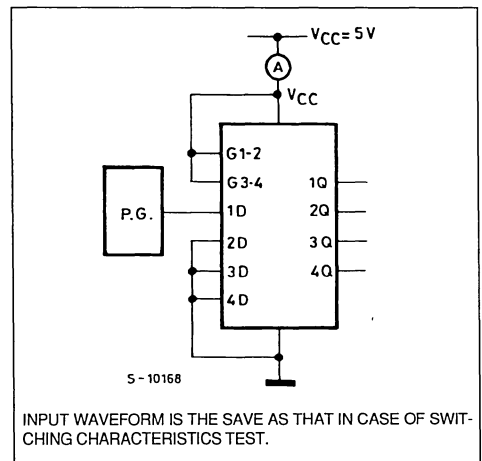 VCC= 5V
A
VCC
G1-2
G3-4
1Q
P.G.
1D
2Q
2D
3Q
3D
4Q
4D
S-10168
INPUT WAVEFORM IS THE SAVE AS THAT IN CASE OF SWIT-
CHING CHARACTERISTICS TEST.